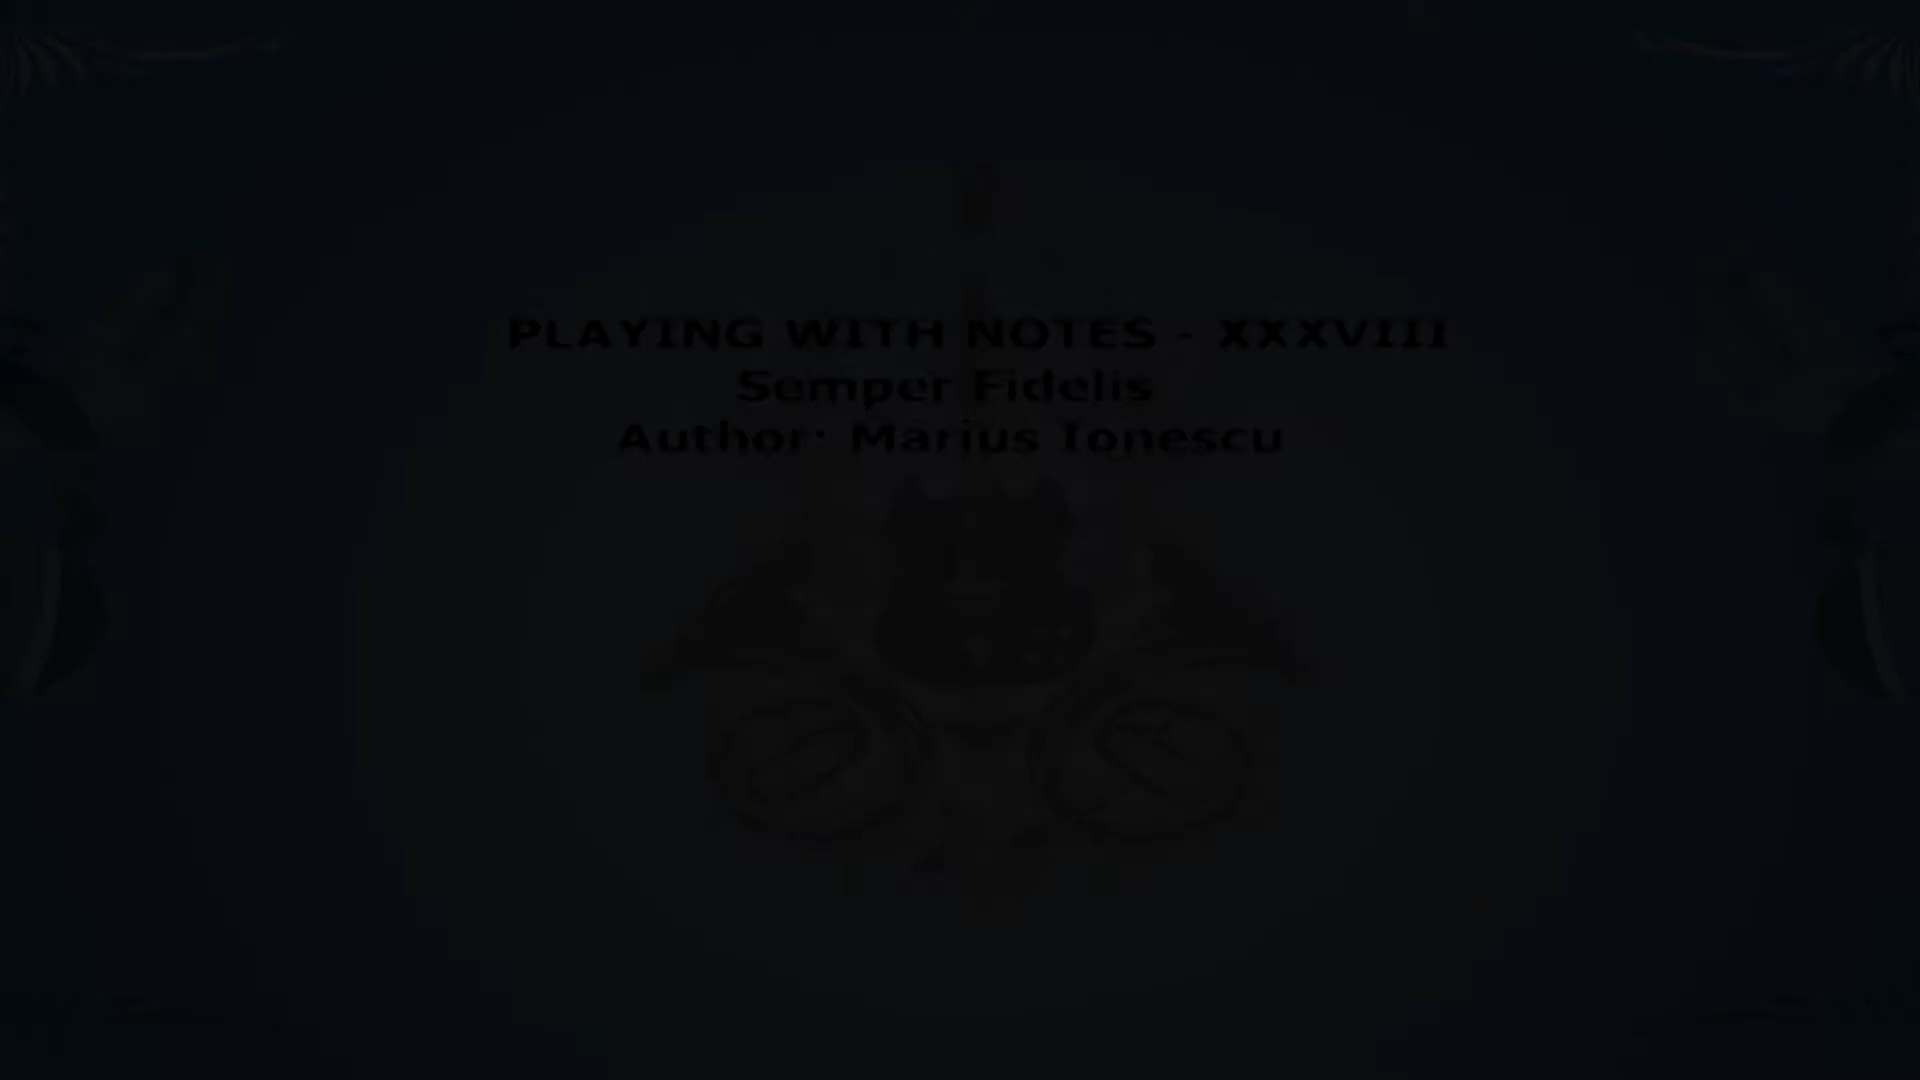 PLAYING WITH NOTES - XXXVIII
Semper Fidelis
Author: Marius Ionescu